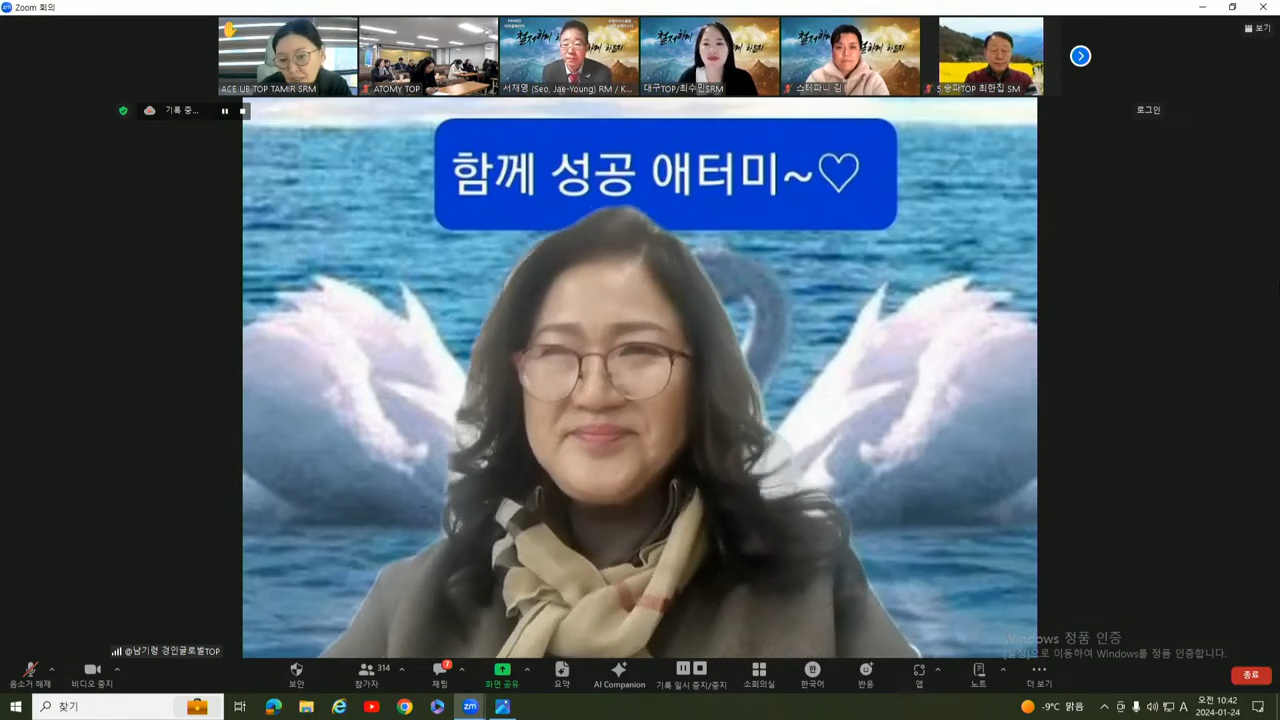 Zoom 회의
보기
ACE UB TOP TAMIR SRM
ATOMY TOP
서재영 (Seo, Jae-Young) RM / K...
대구TOP/최수민SRM
스테파니 김
5.송파TOP 최한집 SM
기록 중...
로그인
함께 성공 애터미~♡
@남기령 경인글로벌TOP
Windows 정품 인증
[설정]으로 이동하여 Windows를 정품 인증합니다.
음소거 해제
비디오 중지
보안
참가자
314
채팅
7
화면 공유
요약
AI Companion
기록 일시 중지/중지
소회의실
한국어
반응
앱
노트
더 보기
종료
찾기
-9°C 맑음
A
오전 10:42
2024-01-24